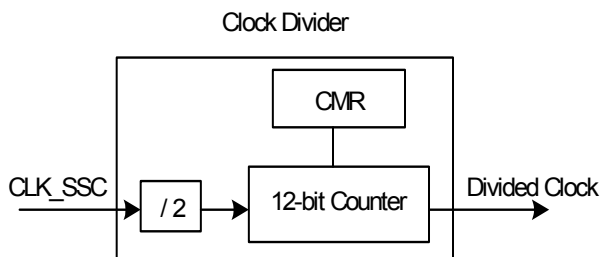 Clock Divider
CMR
CLK_SSC
/ 2
12-bit Counter
Divided Clock